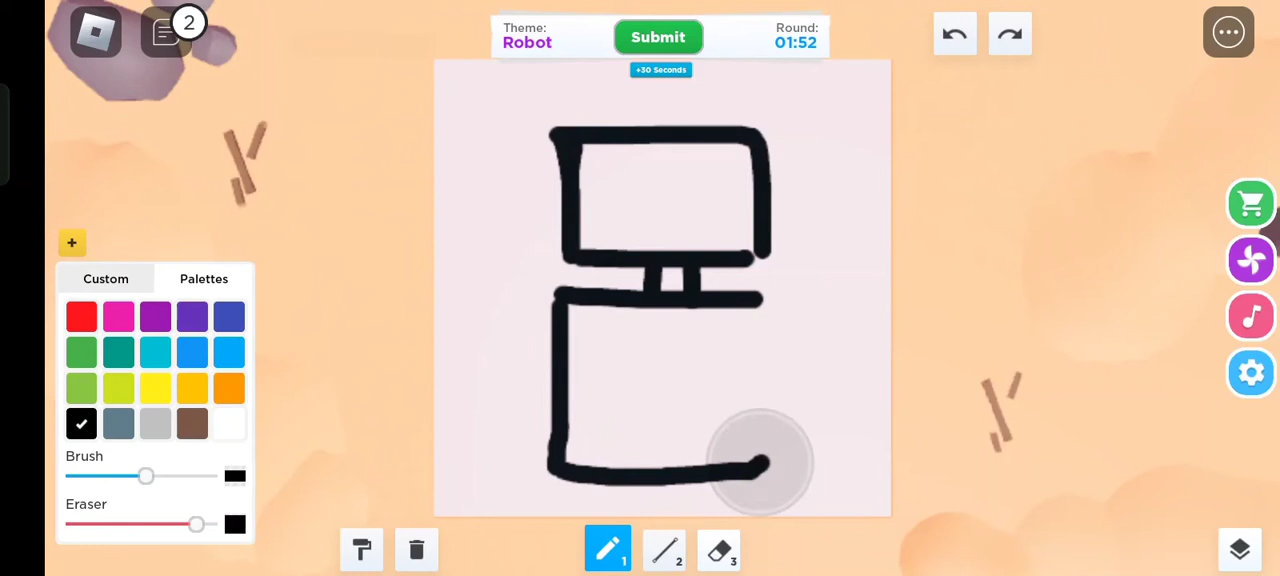 2
Theme:
Robot
Submit
Round:
01:52
+30 Seconds
+
Custom
Palettes
Brush
Eraser
1
2
3